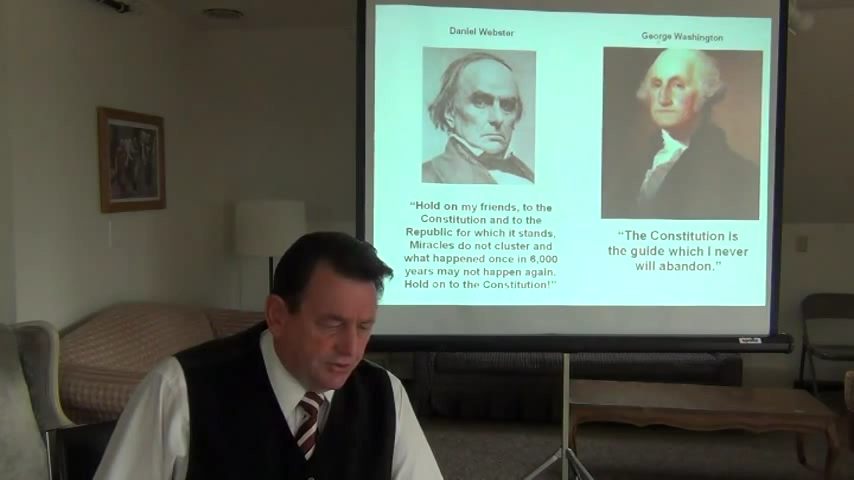 Daniel Webster
"Hold on my friends, to the
Constitution and to the
Republic for which it stands,
Miracles do not cluster and
what happened once in 6,000
years may not happen again.
Hold on to the Constitution!"
George Washington
"The Constitution is
the guide which I never
will abandon."